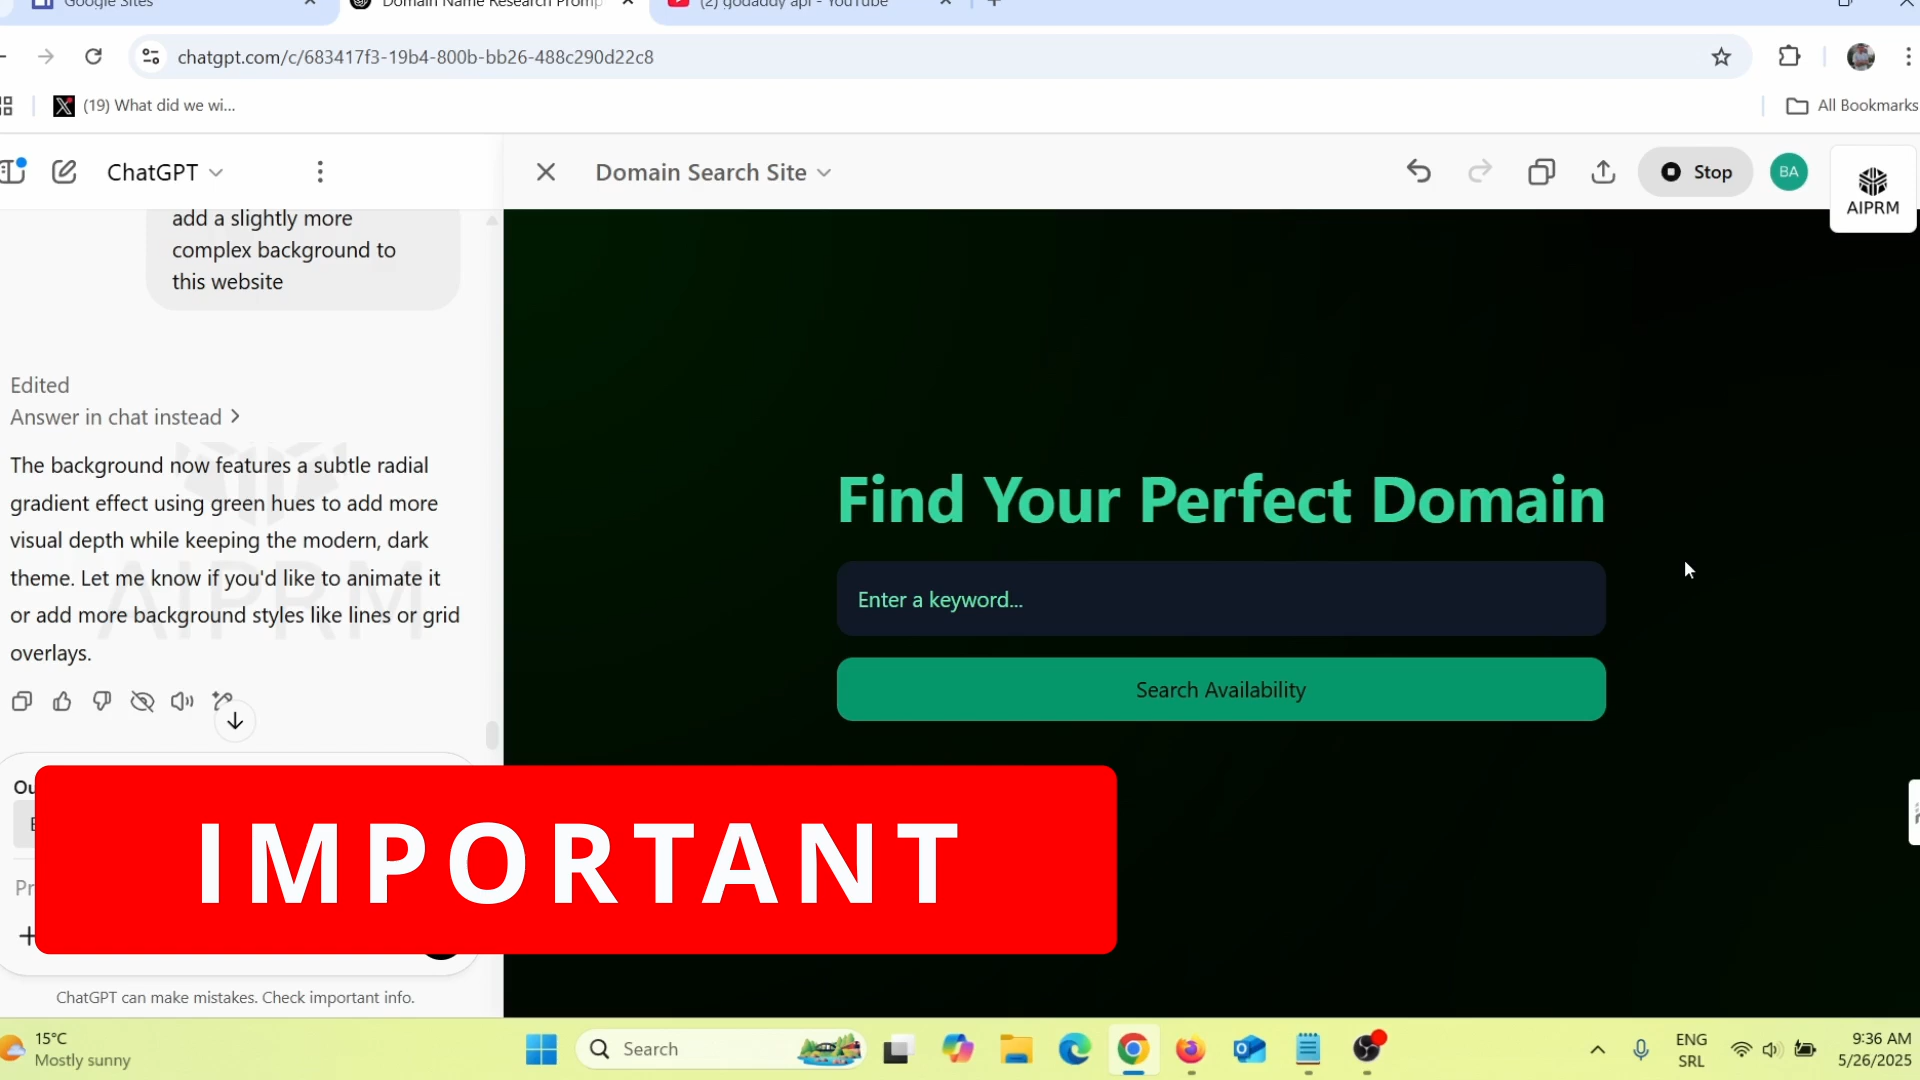 Google Sites
Domain Name Research Promp
(2) godaddy api - YouTube
chatgpt.com/c/683417f3-19b4-800b-bb26-488c290d22c8
(19) What did we wi...
All Bookmarks
ChatGPT
Domain Search Site
Stop
BA
AIPRM
add a slightly more
complex background to
this website
Edited
Answer in chat instead
The background now features a subtle radial
gradient effect using green hues to add more
visual depth while keeping the modern, dark
theme. Let me know if you'd like to animate it
or add more background styles like lines or grid
overlays.
AIPRM
Find Your Perfect Domain
Enter a keyword...
Search Availability
IMPORTANT
ChatGPT can make mistakes. Check important info.
15°C
Mostly sunny
Search
ENG
SRL
9:36 AM
5/26/2025